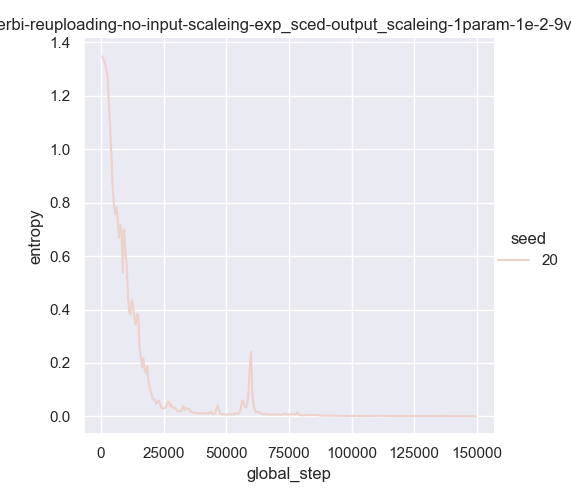 erbi-reuploading-no-input-scaleing-exp_sced-output_scaleing-1param-1e-2-9v
1.4
1.2
1.0
0.8
0.6
0.4
0.2
0.0
entropy
0 25000 50000 75000 100000 125000 150000
global_step
seed
20